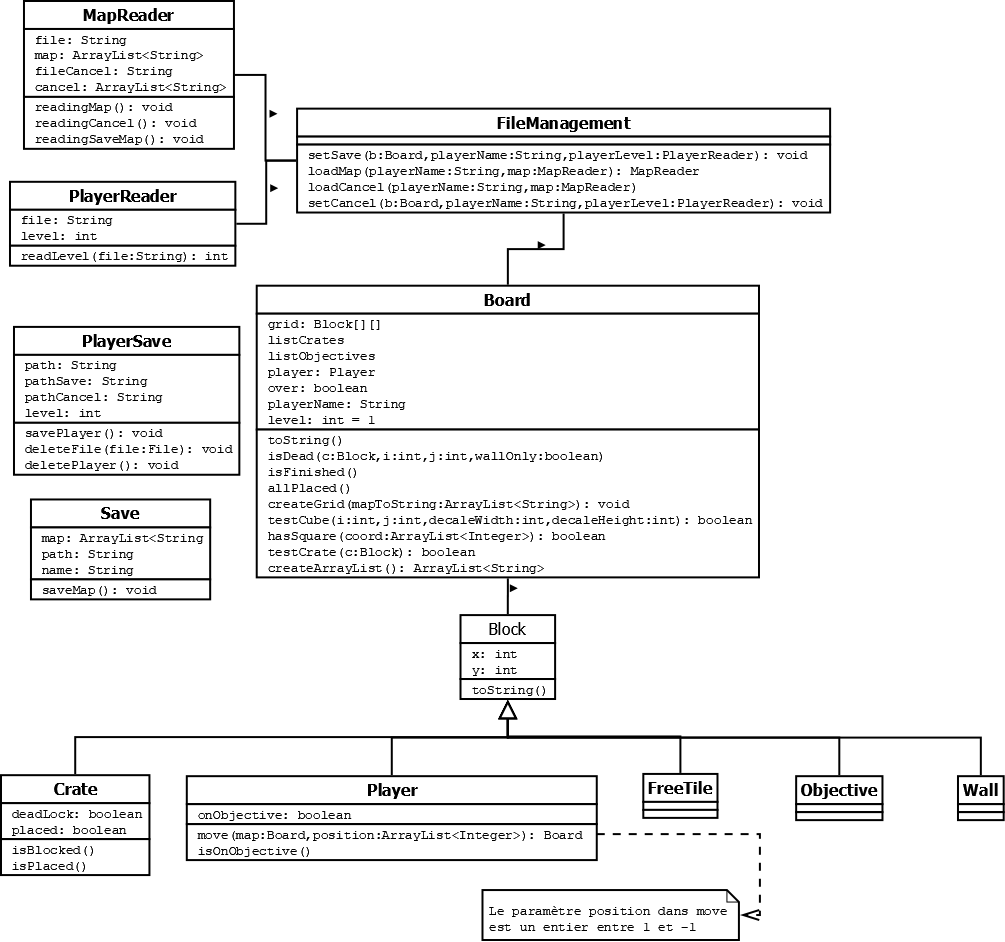 MapReader
file: String
map: ArrayList<String>
fileCancel: String
cancel: ArrayList<String>
readingMap(): void
readingCancel(): void
readingSaveMap(): void
FileManagement
setSave(b:Board,playerName:String,playerLevel:PlayerReader): void
loadMap(playerName:String,map:MapReader): MapReader
loadCancel(playerName:String,map:MapReader)
setCancel(b:Board,playerName:String,playerLevel:PlayerReader): void
PlayerReader
file: String
level: int
readLevel(file:String): int
Board
grid: Block[][]
listCrates
listObjectives
player: Player
over: boolean
playerName: String
level: int = 1
toString()
isDead(c:Block,i:int,j:int,wallOnly:boolean)
isFinished()
allPlaced()
createGrid(mapToString:ArrayList<String>): void
testCube(i:int,j:int,decaleWidth:int,decaleHeight:int): boolean
hasSquare(coord:ArrayList<Integer>): boolean
testCrate(c:Block): boolean
createArrayList(): ArrayList<String>
PlayerSave
path: String
pathSave: String
pathCancel: String
level: int
savePlayer(): void
deleteFile(file:File): void
deletePlayer(): void
Save
map: ArrayList<String
path: String
name: String
saveMap(): void
Block
x: int
y: int
toString()
Crate
deadLock: boolean
placed: boolean
isBlocked()
isPlaced()
Player
onObjective: boolean
move(map:Board,position:ArrayList<Integer>): Board
isOnObjective()
FreeTile
Objective
Wall
Le paramètre position dans move
est un entier entre 1 et -1